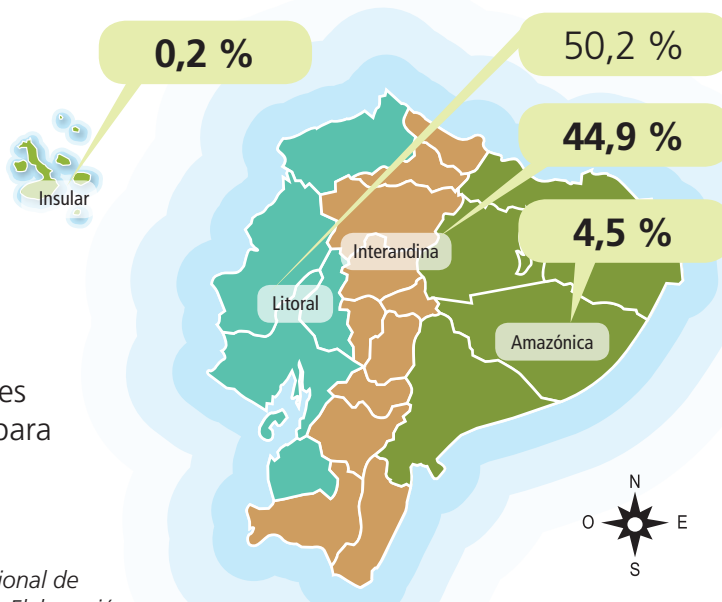 0,2 %
50,2 %
44,9 %
4,5 %
Insular
Interandina
Litoral
Amazónica
es
para
N
O
E
S
ional de